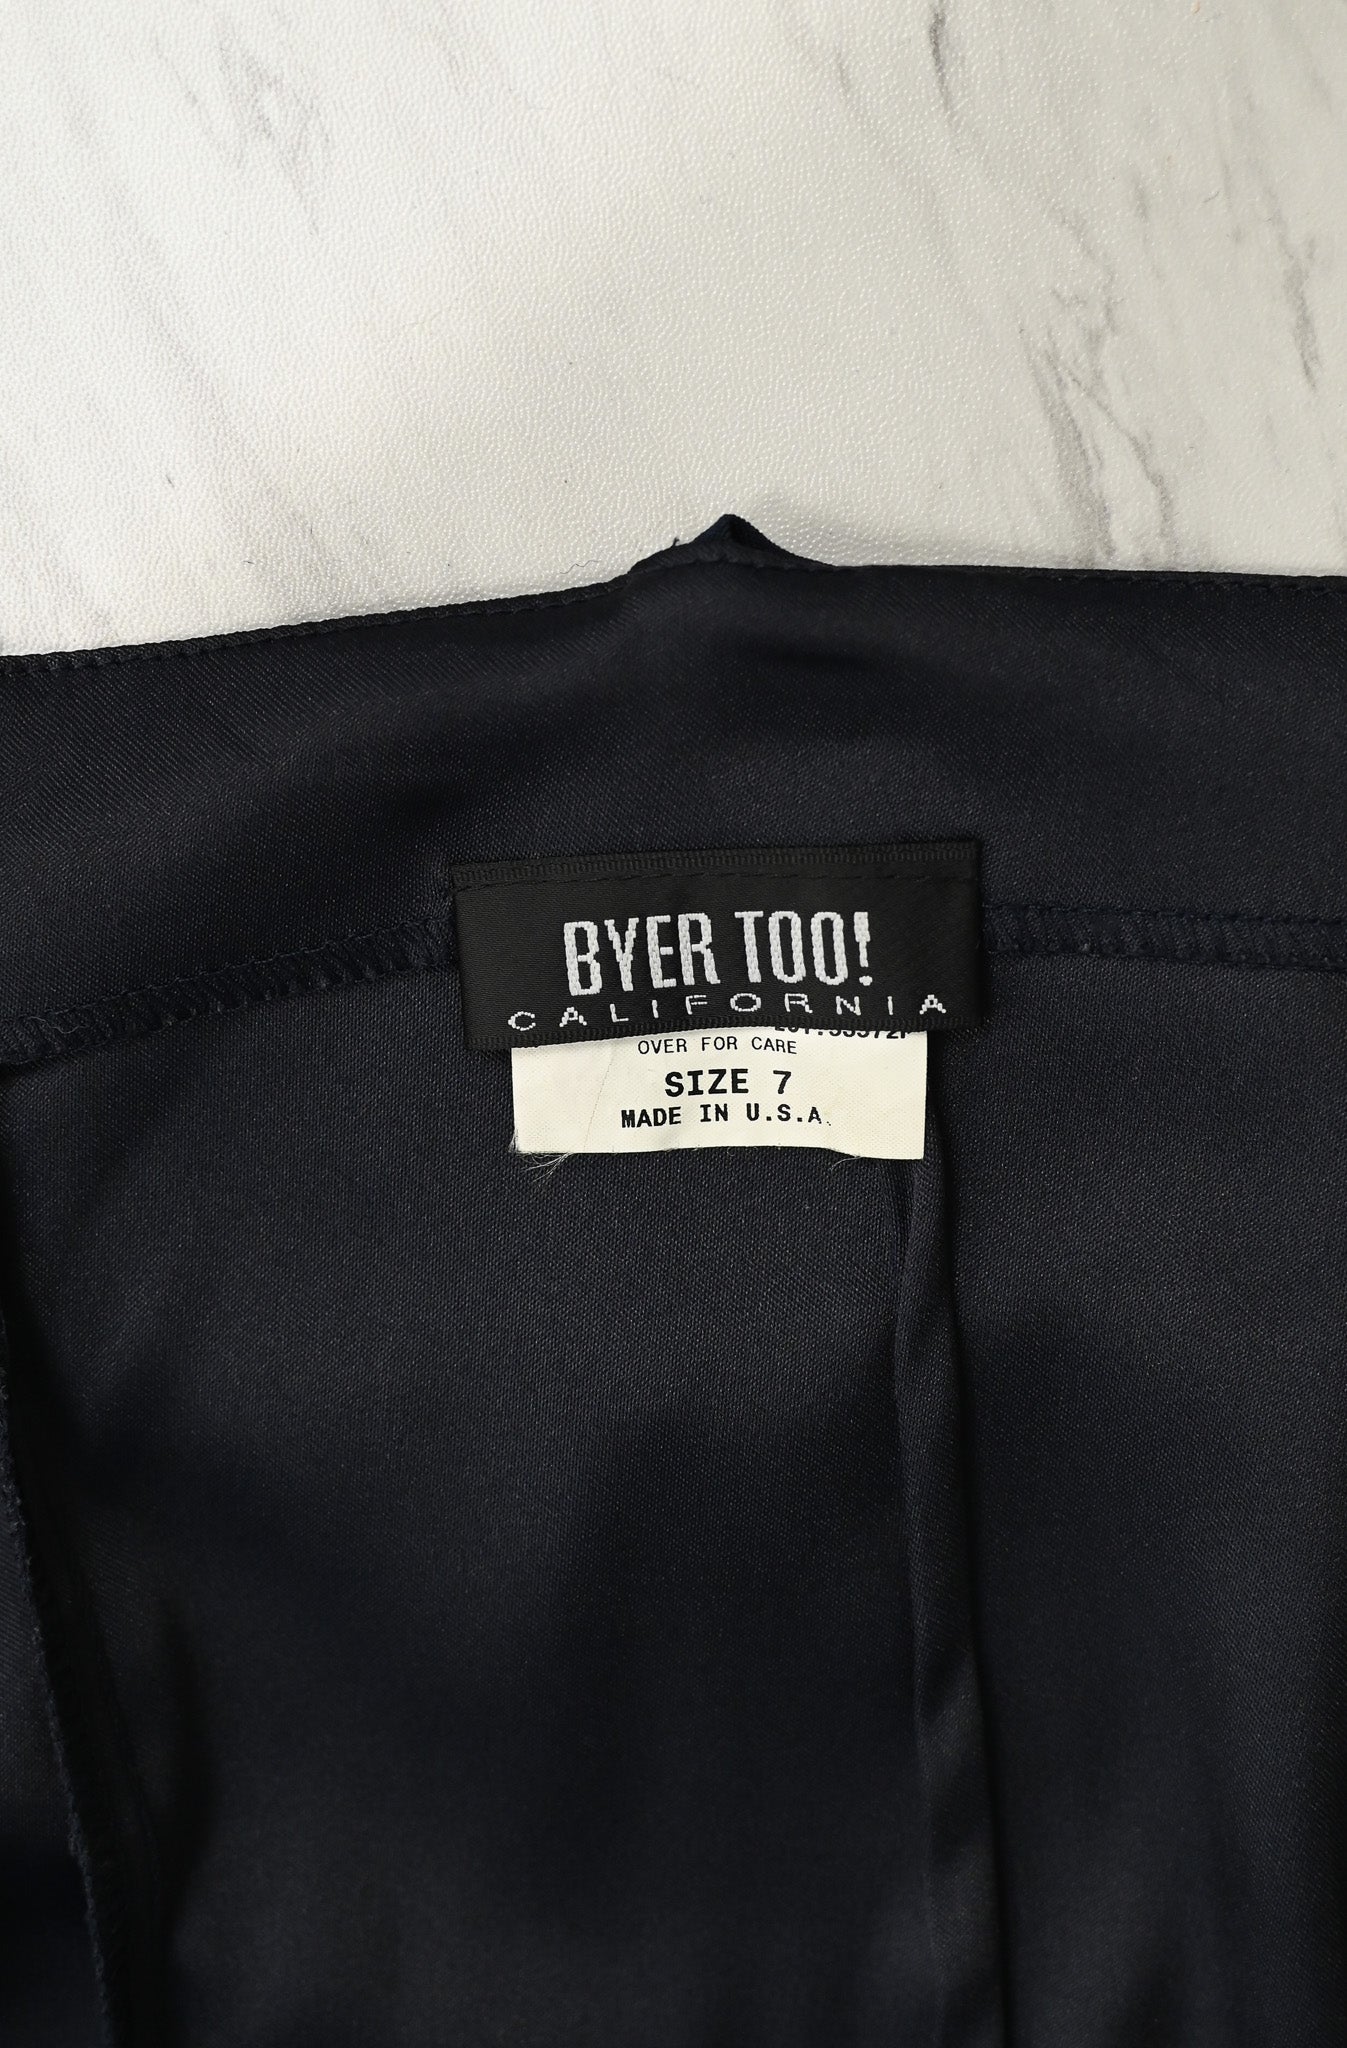 BYER TOO!
CALIFORNIA
OVER FOR CARE
SIZE 7
MADE IN U.S.A.